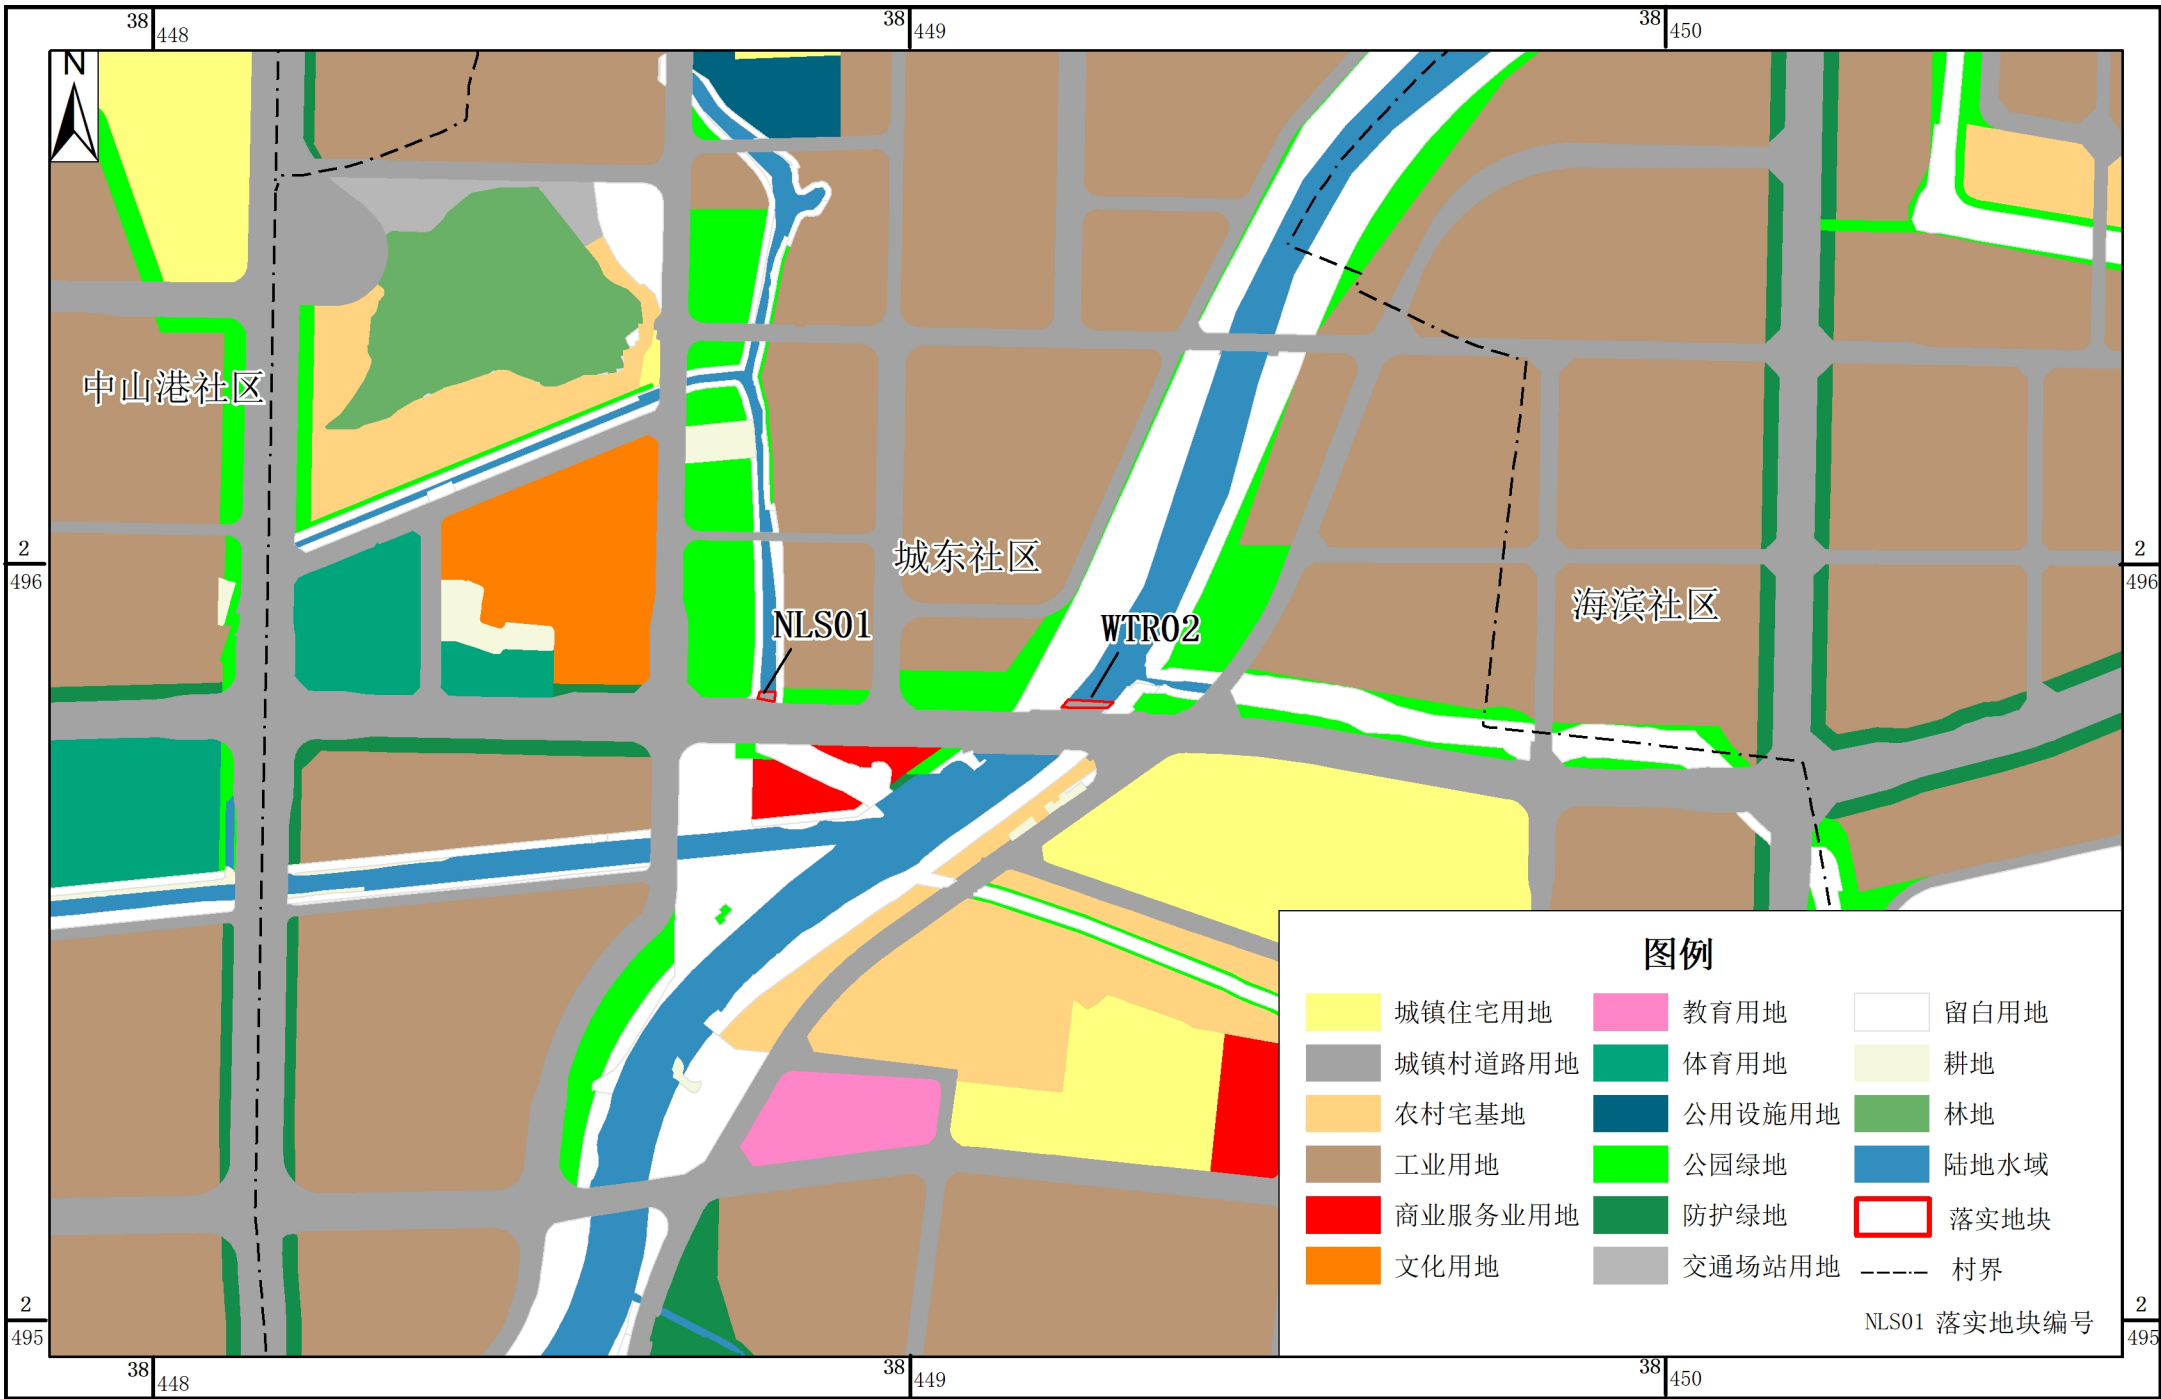 38 448
38 449
38 450
N
中山港社区
2 496
城东社区
2 496
海滨社区
NLS01
WTR02
图例
城镇住宅用地
教育用地
留白用地
城镇村道路用地
体育用地
耕地
农村宅基地
公用设施用地
林地
工业用地
公园绿地
陆地水域
商业服务业用地
防护绿地
落实地块
文化用地
交通场站用地
村界
NLS01 落实地块编号
2 495
2 495
38 448
38 449
38 450